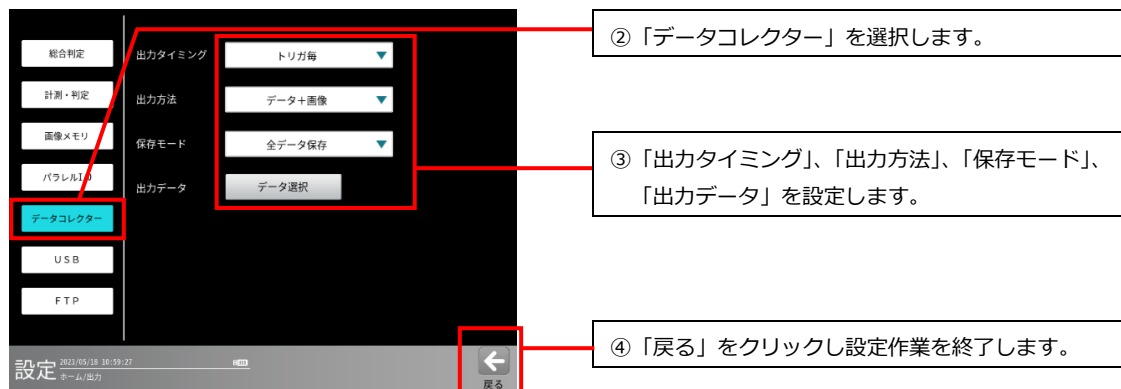 総合判定
計測・判定
画像メモリ
パラレルI/O
データコレクター
USB
FTP
出力タイミング
トリガ毎
出力方法
データ+画像
保存モード
全データ保存
出力データ
データ選択
設定
2023/05/18 10:59:27
ホーム/出力
戻る
②「データコレクター」を選択します。
③「出力タイミング」、「出力方法」、「保存モード」、
「出力データ」を設定します。
④「戻る」をクリックし設定作業を終了します。